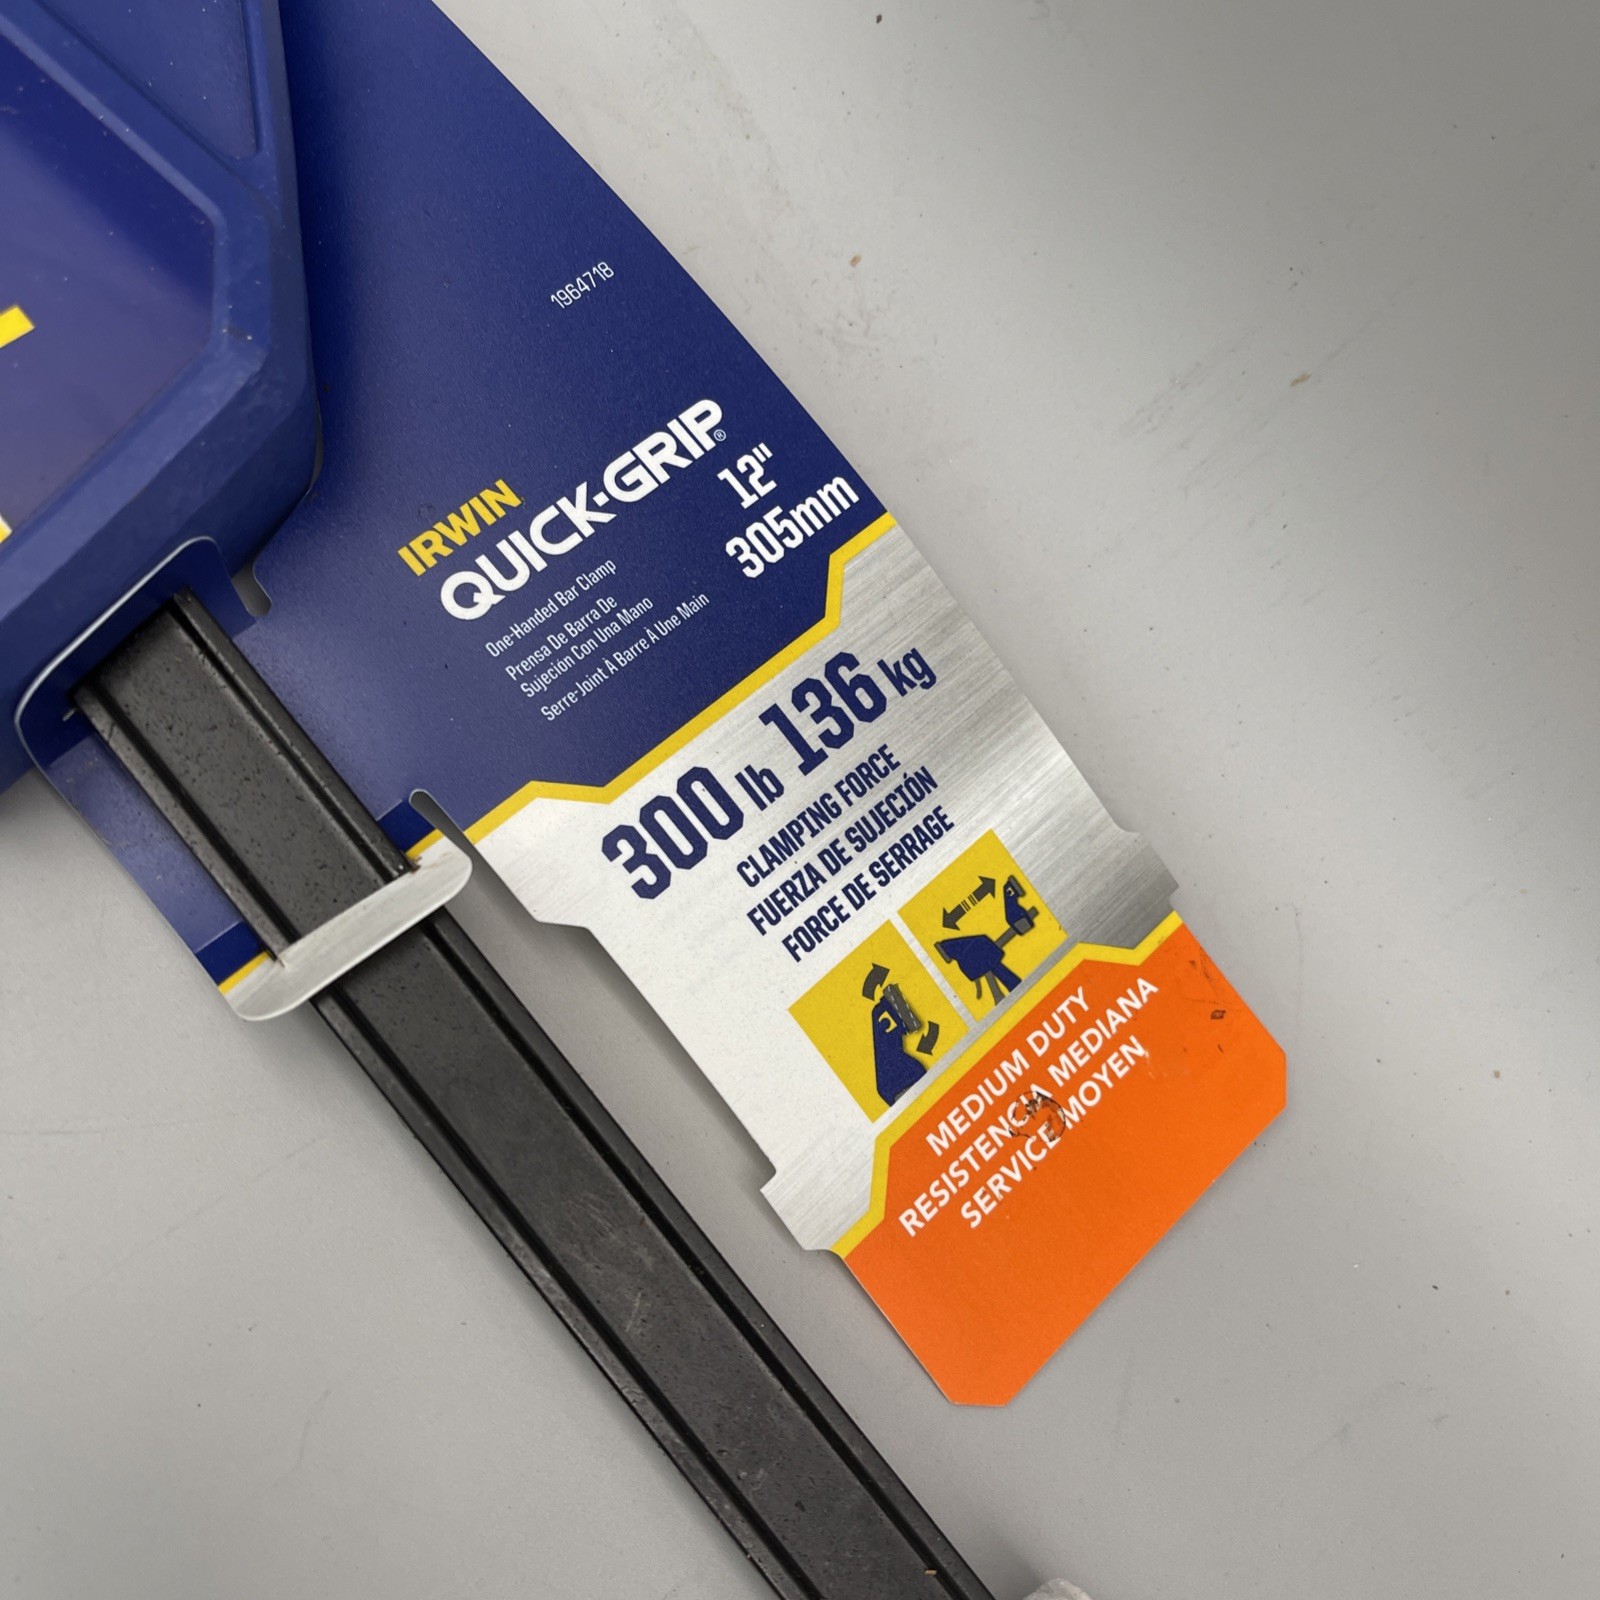 1964718
IRWIN
QUICK-GRIP®
12"
305mm
One-Handed Bar Clamp
Prensa De Barra De
Sujeción Con Una Mano
Serre-Joint À Barre À Une Main
300 lb 136 kg
CLAMPING FORCE
FUERZA DE SUJECIÓN
FORCE DE SERRAGE
MEDIUM DUTY
RESISTENCIA MEDIANA
SERVICE MOYEN